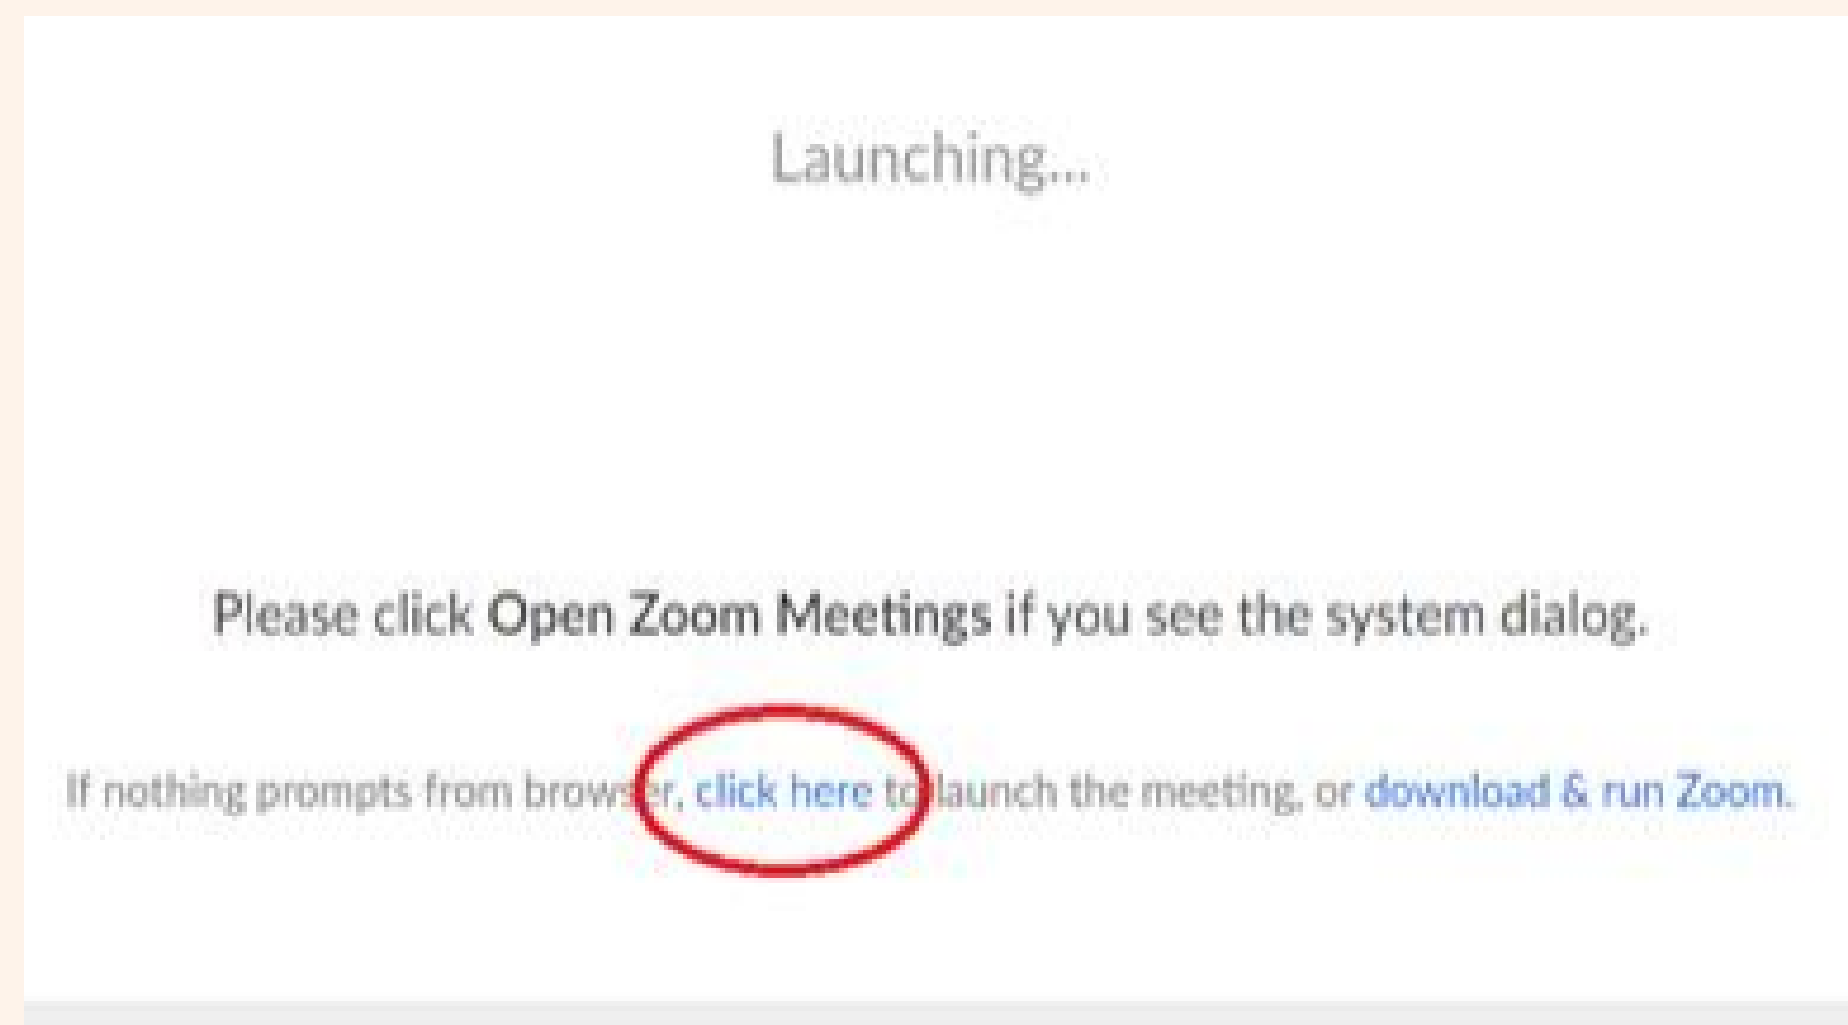 Launching...
Please click Open Zoom Meetings if you see the system dialog.
If nothing prompts from browser, click here to launch the meeting, or download & run Zoom.